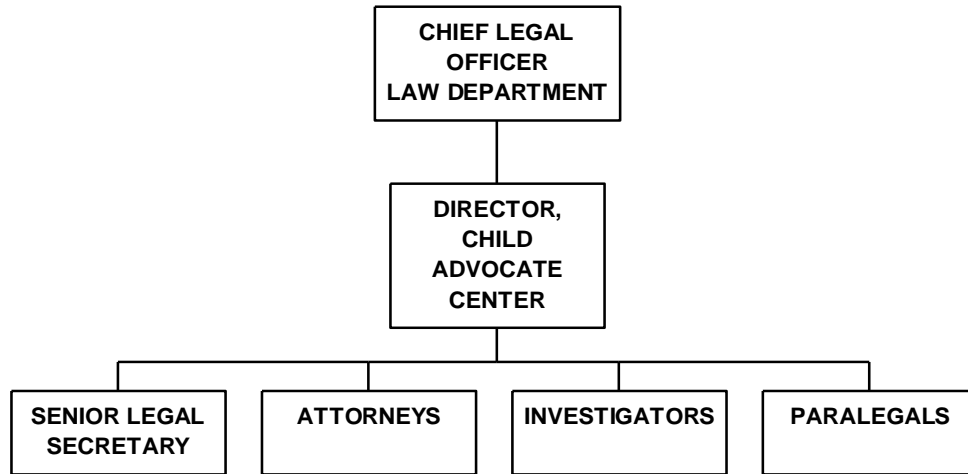 CHIEF LEGAL
OFFICER
LAW DEPARTMENT
DIRECTOR,
CHILD
ADVOCATE
CENTER
SENIOR LEGAL
SECRETARY
ATTORNEYS
INVESTIGATORS
PARALEGALS